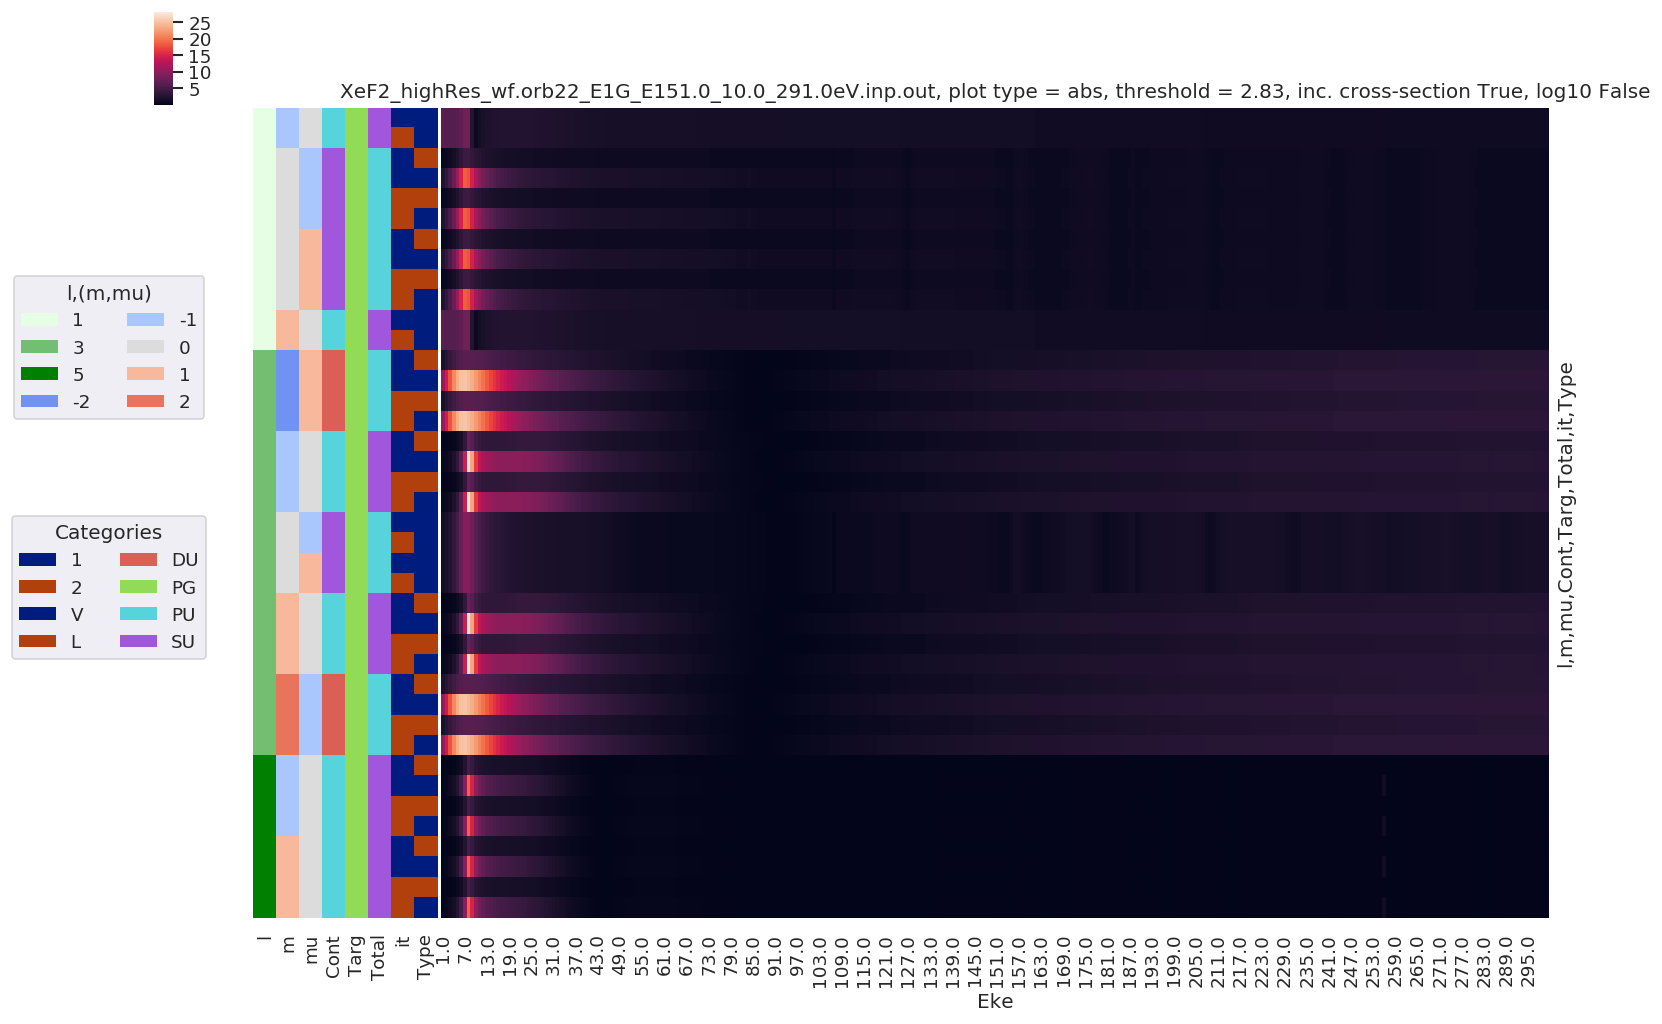 25
20
15
10
5
XeF2_highRes_wf.orb22_E1G_E151.0_10.0_291.0eV.inp.out, plot type = abs, threshold = 2.83, inc. cross-section True, log10 False
l,(m,mu)
1 -1
3 0
5 1
-2 2
Categories
1 DU
2 PG
V PU
L SU
l,m,mu,Cont,Targ,Total,it,Type
l m mu Cont Targ Total it Type
1.0 7.0 13.0 19.0 25.0 31.0 37.0 43.0 49.0 55.0 61.0 67.0 73.0 79.0 85.0 91.0 97.0 103.0 109.0 115.0 121.0 127.0 133.0 139.0 145.0 151.0 157.0 163.0 169.0 175.0 181.0 187.0 193.0 199.0 205.0 211.0 217.0 223.0 229.0 235.0 241.0 247.0 253.0 259.0 265.0 271.0 277.0 283.0 289.0 295.0
Eke